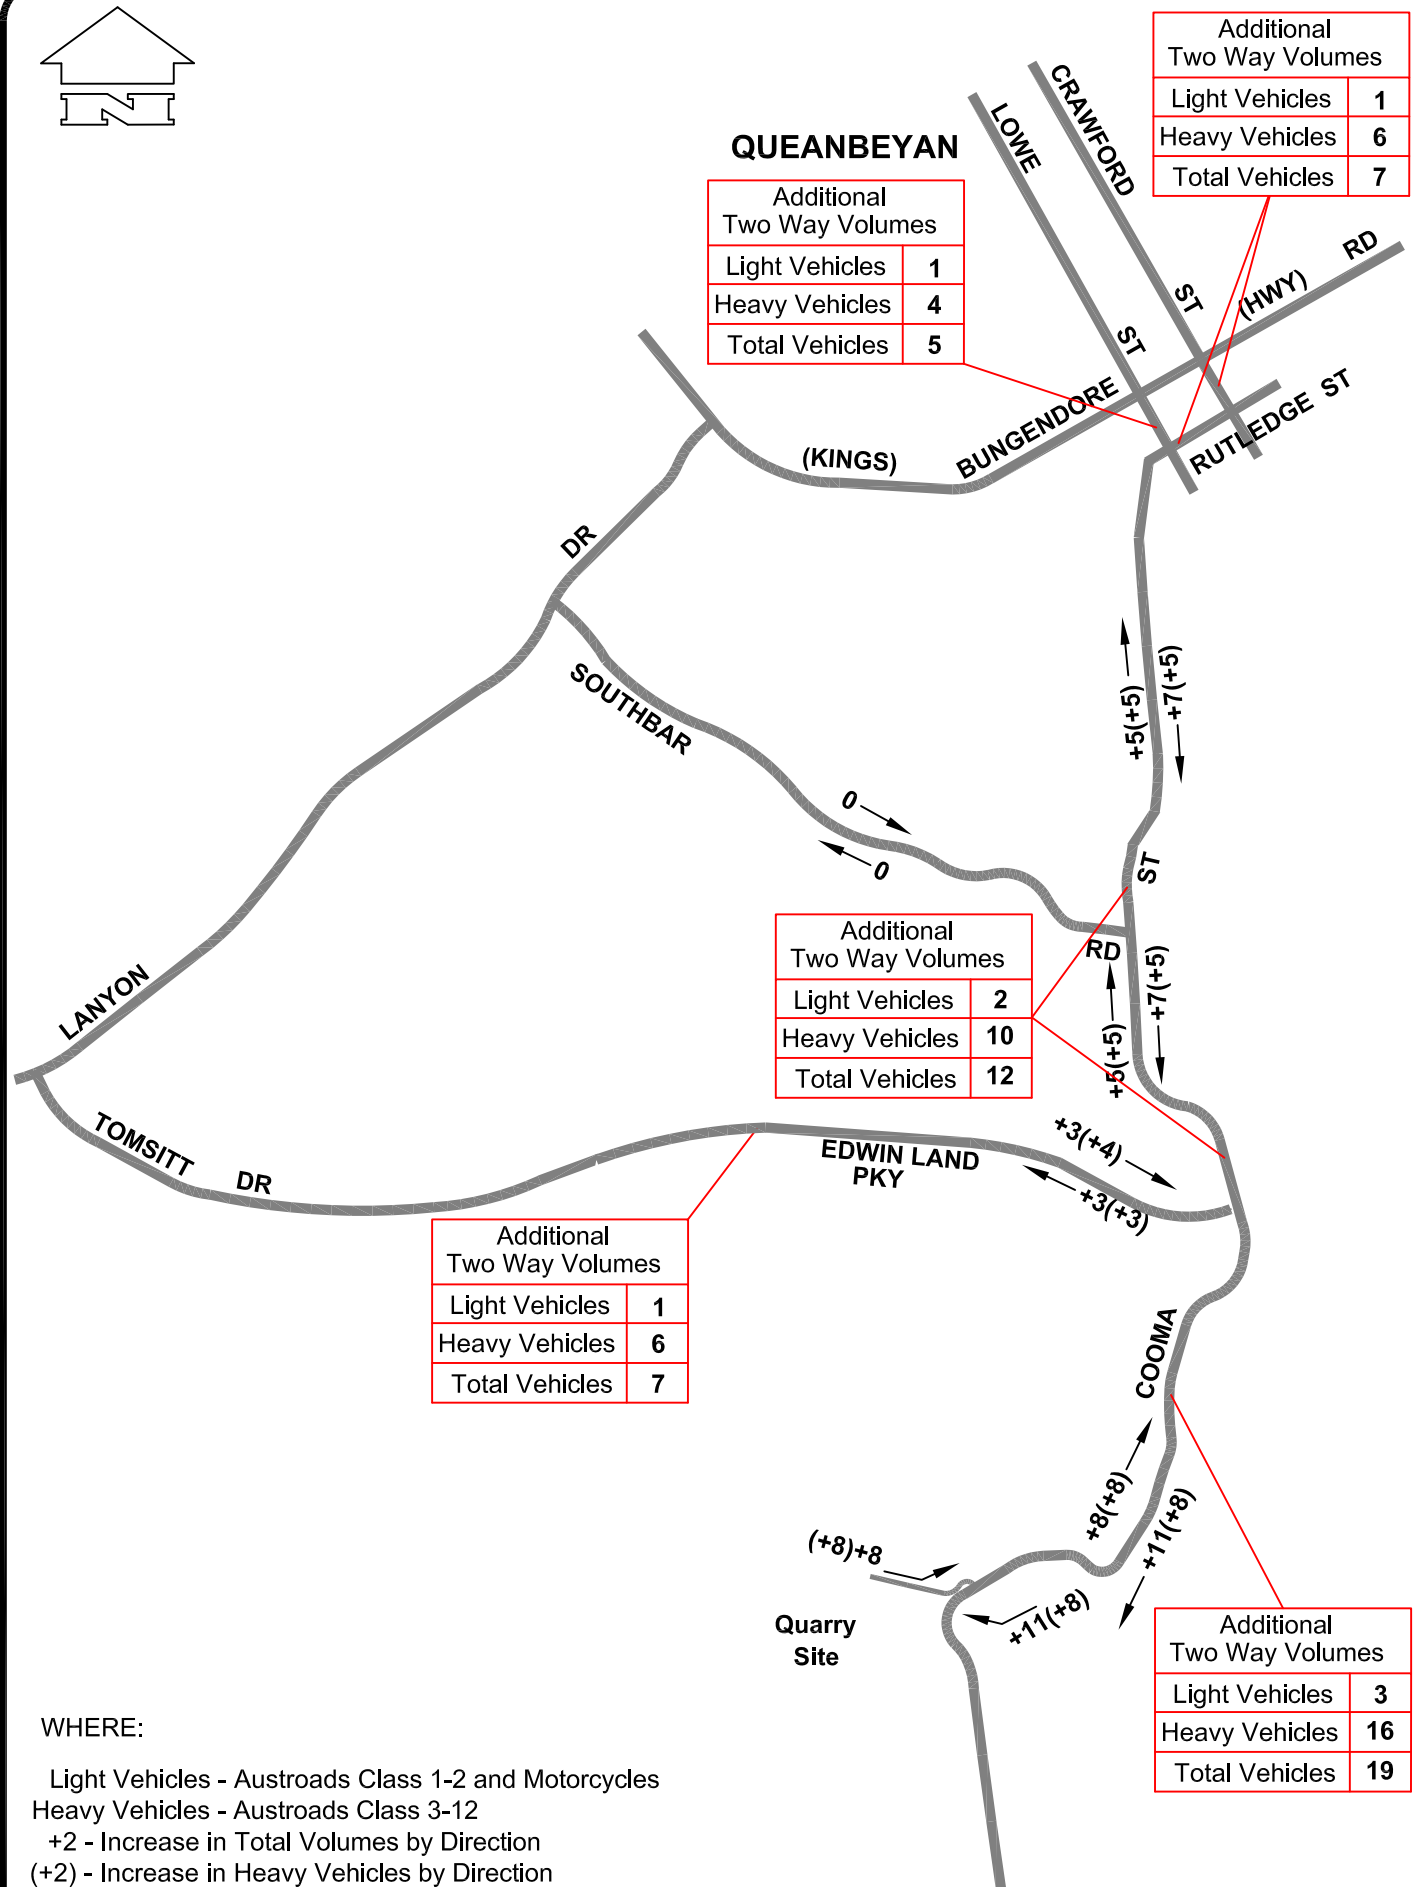 N
QUEANBEYAN
Additional
Two Way Volumes
Light Vehicles 1
Heavy Vehicles 6
Total Vehicles 7
Additional
Two Way Volumes
Light Vehicles 1
Heavy Vehicles 4
Total Vehicles 5
LOWE ST
CRAWFORD ST
(KINGS) BUNGENDORE (HWY) RD
RUTLEDGE ST
DR
SOUTHBAR
+5(+5)
+7(+5)
0
0
ST
RD
LANYON
Additional
Two Way Volumes
Light Vehicles 2
Heavy Vehicles 10
Total Vehicles 12
+5(+5)
+7(+5)
TOMSITT DR
EDWIN LAND
PKY
+3(+4)
+3(+3)
Additional
Two Way Volumes
Light Vehicles 1
Heavy Vehicles 6
Total Vehicles 7
COOMA
+8(+8)
+11(+8)
(+8)+8
+11(+8)
Quarry
Site
Additional
Two Way Volumes
Light Vehicles 3
Heavy Vehicles 16
Total Vehicles 19
WHERE:
Light Vehicles - Austroads Class 1-2 and Motorcycles
Heavy Vehicles - Austroads Class 3-12
+2 - Increase in Total Volumes by Direction
(+2) - Increase in Heavy Vehicles by Direction